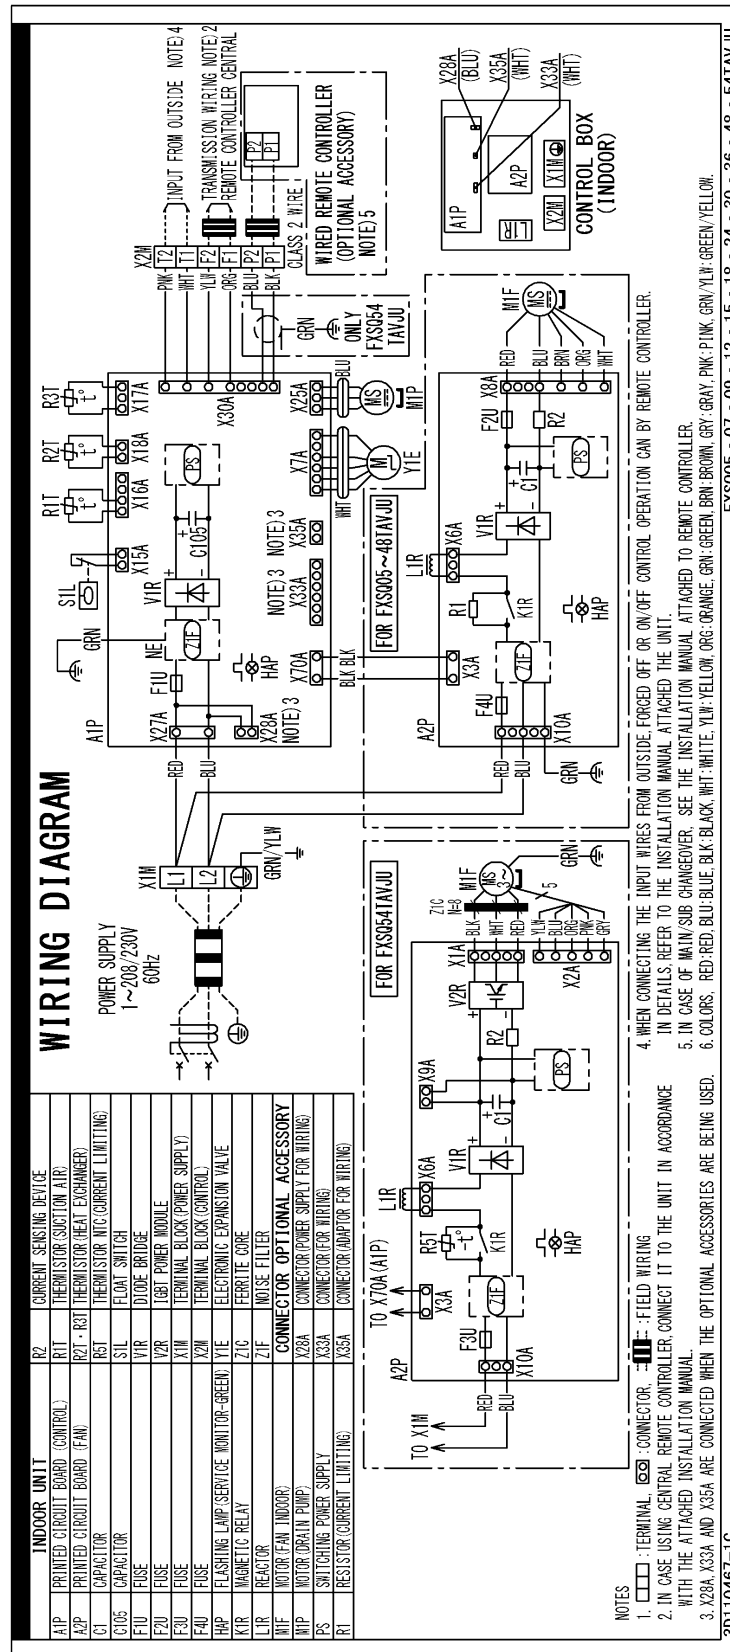 WIRING DIAGRAM
POWER SUPPLY
1~208/230V
60Hz
X1M
L1
L2
GRN/YLW
RED
BLU
A1P
X27A
F1U
X28A
NOTE)3
HAP
NE
Z1F
GRN
V1R
C105
PS
S1L
X15A
R1T
t°
X16A
R2T
t°
X18A
R3T
t°
X17A
X70A
X33A
NOTE)3
X35A
NOTE)3
X7A
X25A
X30A
BLK BLK
WHT
BLU
Y1E
M
M1P
MS
PNK
WHT
YLW
ORG
BLU
BLK
X2M
T2
T1
F2
F1
P2
P1
INPUT FROM OUTSIDE NOTE)4
TRANSMISSION WIRING NOTE)2
REMOTE CONTROLLER CENTRAL
CLASS 2 WIRE
P2
P1
WIRED REMOTE CONTROLLER
(OPTIONAL ACCESSORY)
NOTE)5
GRN
ONLY
FXSQ54
TAVJU
FOR FXSQ05~48TAVJU
A2P
X3A
F4U
X10A
GRN
RED
BLU
Z1F
R1
K1R
HAP
L1R
X6A
V1R
C1
PS
F2U
R2
X8A
RED
BLU
BRN
ORG
WHT
M1F
MS
CONTROL BOX
(INDOOR)
A1P
A2P
L1R
X2M
X1M
X28A
(BLU)
X35A
(WHT)
X33A
(WHT)
FOR FXSQ54TAVJU
TO X1M
RED
BLU
A2P
X10A
F3U
Z1F
TO X70A(A1P)
X3A
R5T
-t°
K1R
HAP
L1R
X6A
V1R
C1
X9A
PS
R2
V2R
X1A
X2A
BLK
WHT
RED
Z1C
N=8
YLW
BLU
ORG
PNK
GRY
5
M1F
MS
3~
GRN
INDOOR UNIT
A1P PRINTED CIRCUIT BOARD (CONTROL)
A2P PRINTED CIRCUIT BOARD (FAN)
C1 CAPACITOR
C105 CAPACITOR
F1U FUSE
F2U FUSE
F3U FUSE
F4U FUSE
HAP FLASHING LAMP(SERVICE MONITOR-GREEN)
K1R MAGNETIC RELAY
L1R REACTOR
M1F MOTOR(FAN INDOOR)
M1P MOTOR(DRAIN PUMP)
PS SWITCHING POWER SUPPLY
R1 RESISTOR(CURRENT LIMITING)
R2 CURRENT SENSING DEVICE
R1T THERMISTOR(SUCTION AIR)
R2T・R3T THERMISTOR(HEAT EXCHANGER)
R5T THERMISTOR NTC(CURRENT LIMITING)
S1L FLOAT SWITCH
V1R DIODE BRIDGE
V2R IGBT POWER MODULE
X1M TERMINAL BLOCK(POWER SUPPLY)
X2M TERMINAL BLOCK(CONTROL)
Y1E ELECTRONIC EXPANSION VALVE
Z1C FERRITE CORE
Z1F NOISE FILTER
CONNECTOR OPTIONAL ACCESSORY
X28A CONNECTOR(POWER SUPPLY FOR WIRING)
X33A CONNECTOR(FOR WIRING)
X35A CONNECTOR(ADAPTOR FOR WIRING)
NOTES
1. :TERMINAL, :CONNECTOR, :FIELD WIRING
2. IN CASE USING CENTRAL REMOTE CONTROLLER, CONNECT IT TO THE UNIT IN ACCORDANCE
WITH THE ATTACHED INSTALLATION MANUAL.
3. X28A, X33A AND X35A ARE CONNECTED WHEN THE OPTIONAL ACCESSORIES ARE BEING USED.
4. WHEN CONNECTING THE INPUT WIRES FROM OUTSIDE, FORCED OFF OR ON/OFF CONTROL OPERATION CAN BY REMOTE CONTROLLER.
IN DETAILS, REFER TO THE INSTALLATION MANUAL ATTACHED THE UNIT.
5. IN CASE OF MAIN/SUB CHANGEOVER, SEE THE INSTALLATION MANUAL ATTACHED TO REMOTE CONTROLLER.
6. COLORS, RED:RED, BLU:BLUE, BLK:BLACK, WHT:WHITE, YLW:YELLOW, ORG:ORANGE, GRN:GREEN, BRN:BROWN, GRY:GRAY, PNK:PINK, GRN/YLW:GREEN/YELLOW.
3D110467-1C